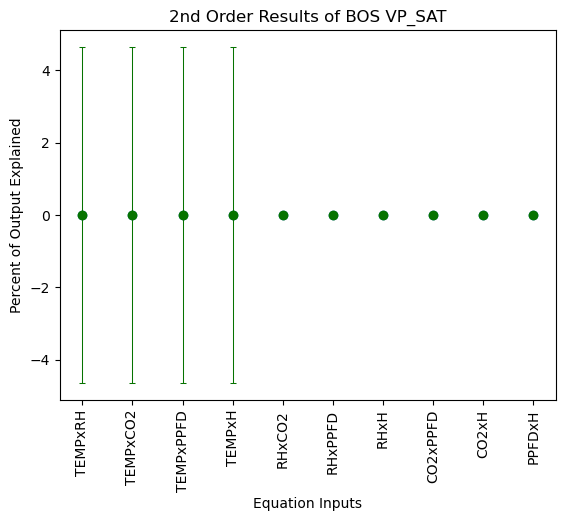 2nd Order Results of BOS VP_SAT
Percent of Output Explained
4
2
0
−2
−4
TEMPxRH
TEMPxCO2
TEMPxPPFD
TEMPxH
RHxCO2
RHxPPFD
RHxH
CO2xPPFD
CO2xH
PPFDxH
Equation Inputs